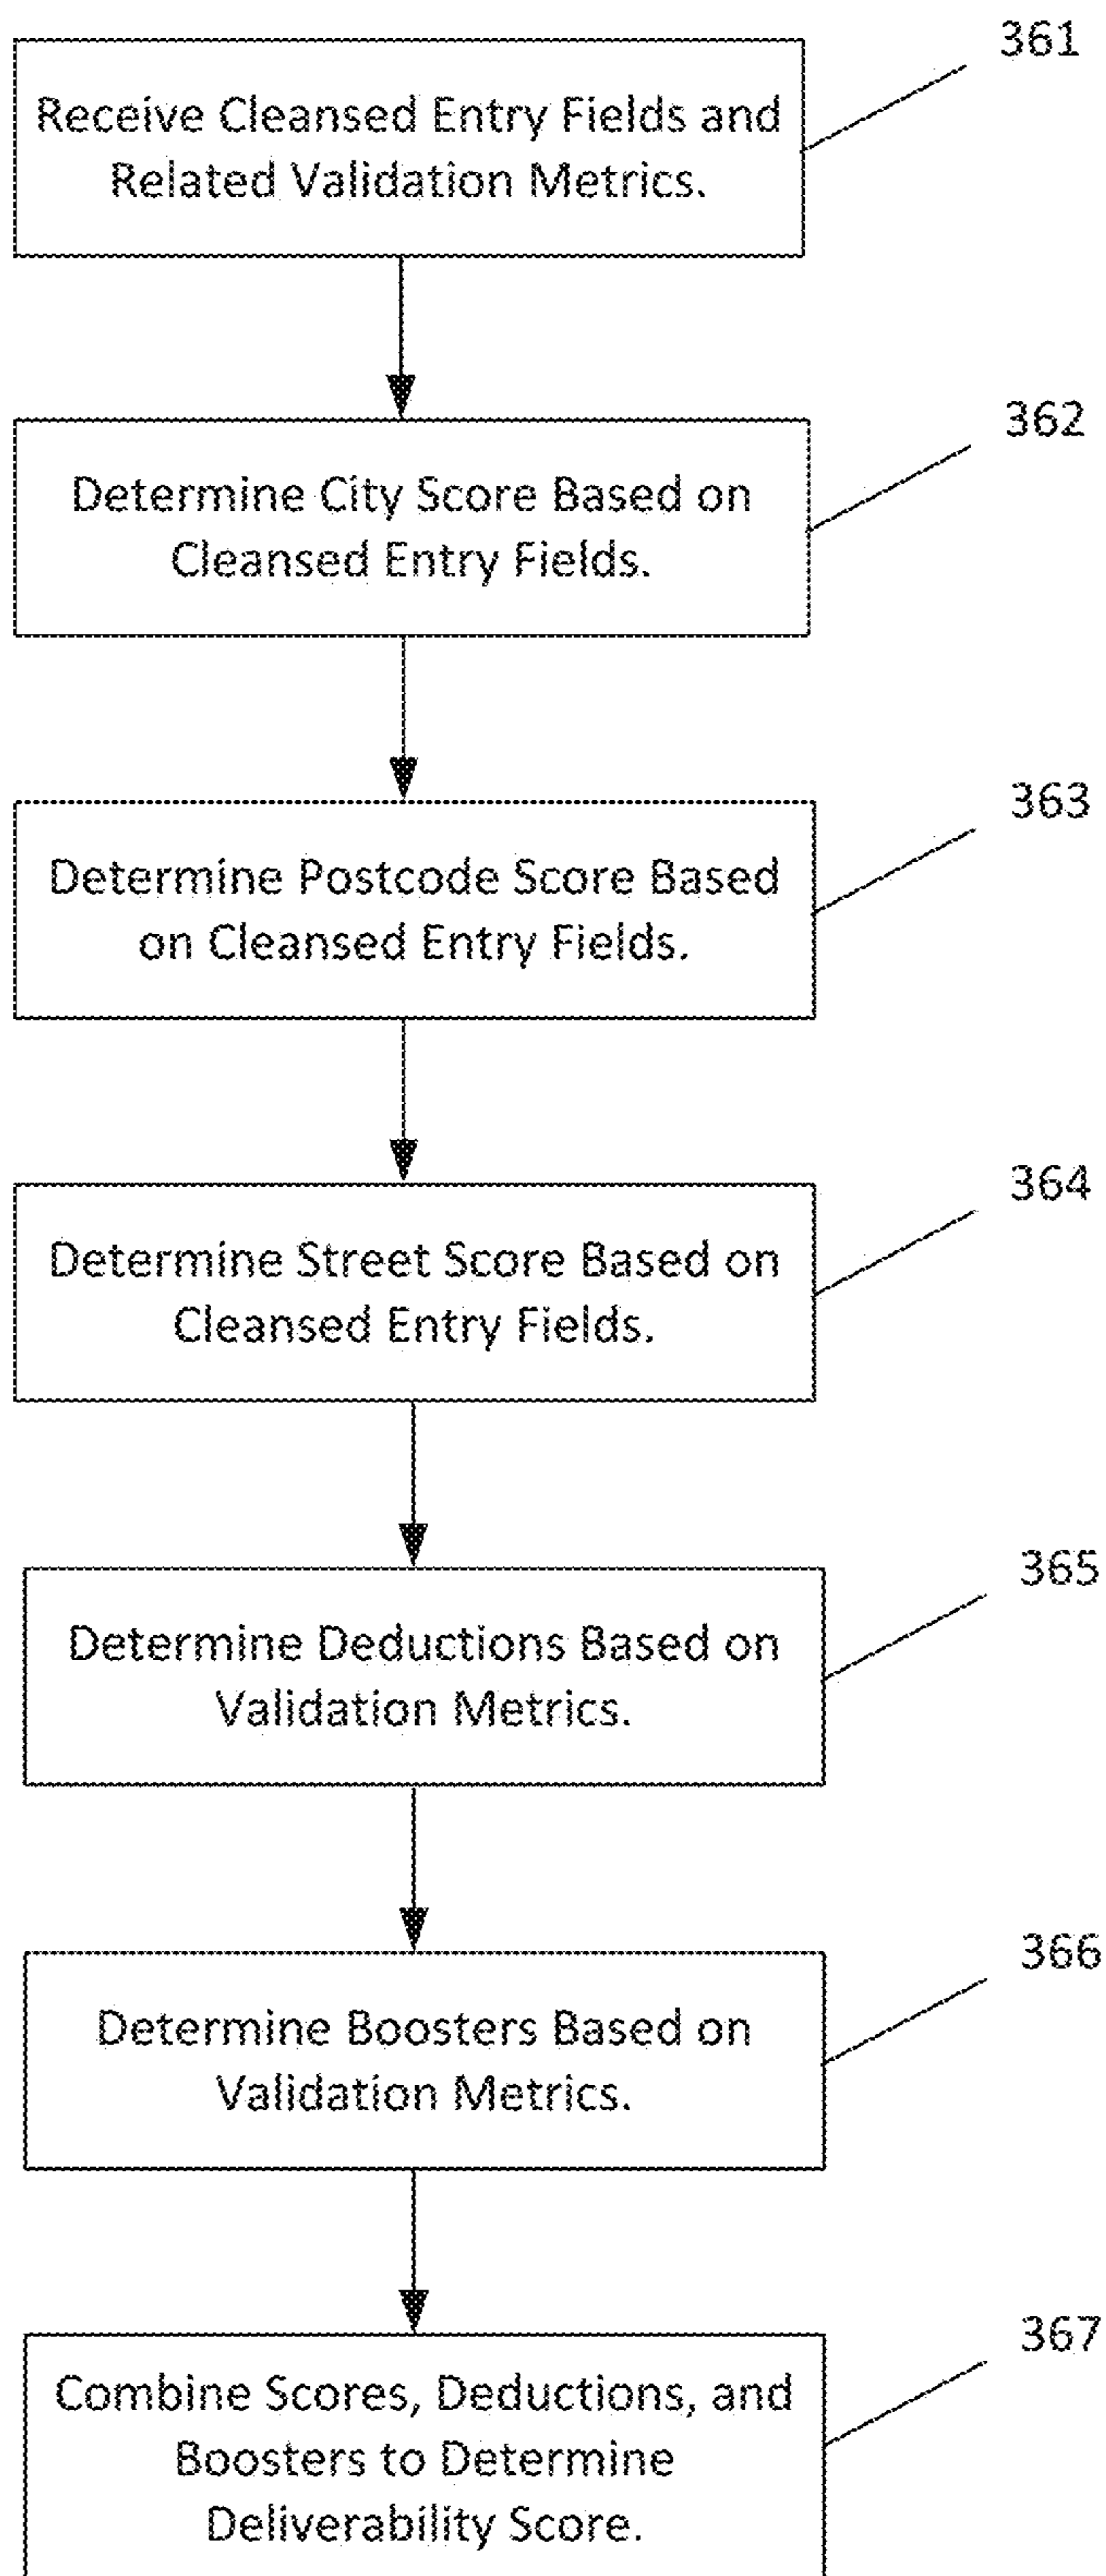 361
Receive Cleansed Entry Fields and
Related Validation Metrics.
362
Determine City Score Based on
Cleansed Entry Fields.
363
Determine Postcode Score Based
on Cleansed Entry Fields.
364
Determine Street Score Based on
Cleansed Entry Fields.
365
Determine Deductions Based on
Validation Metrics.
366
Determine Boosters Based on
Validation Metrics.
367
Combine Scores, Deductions, and
Boosters to Determine
Deliverability Score.